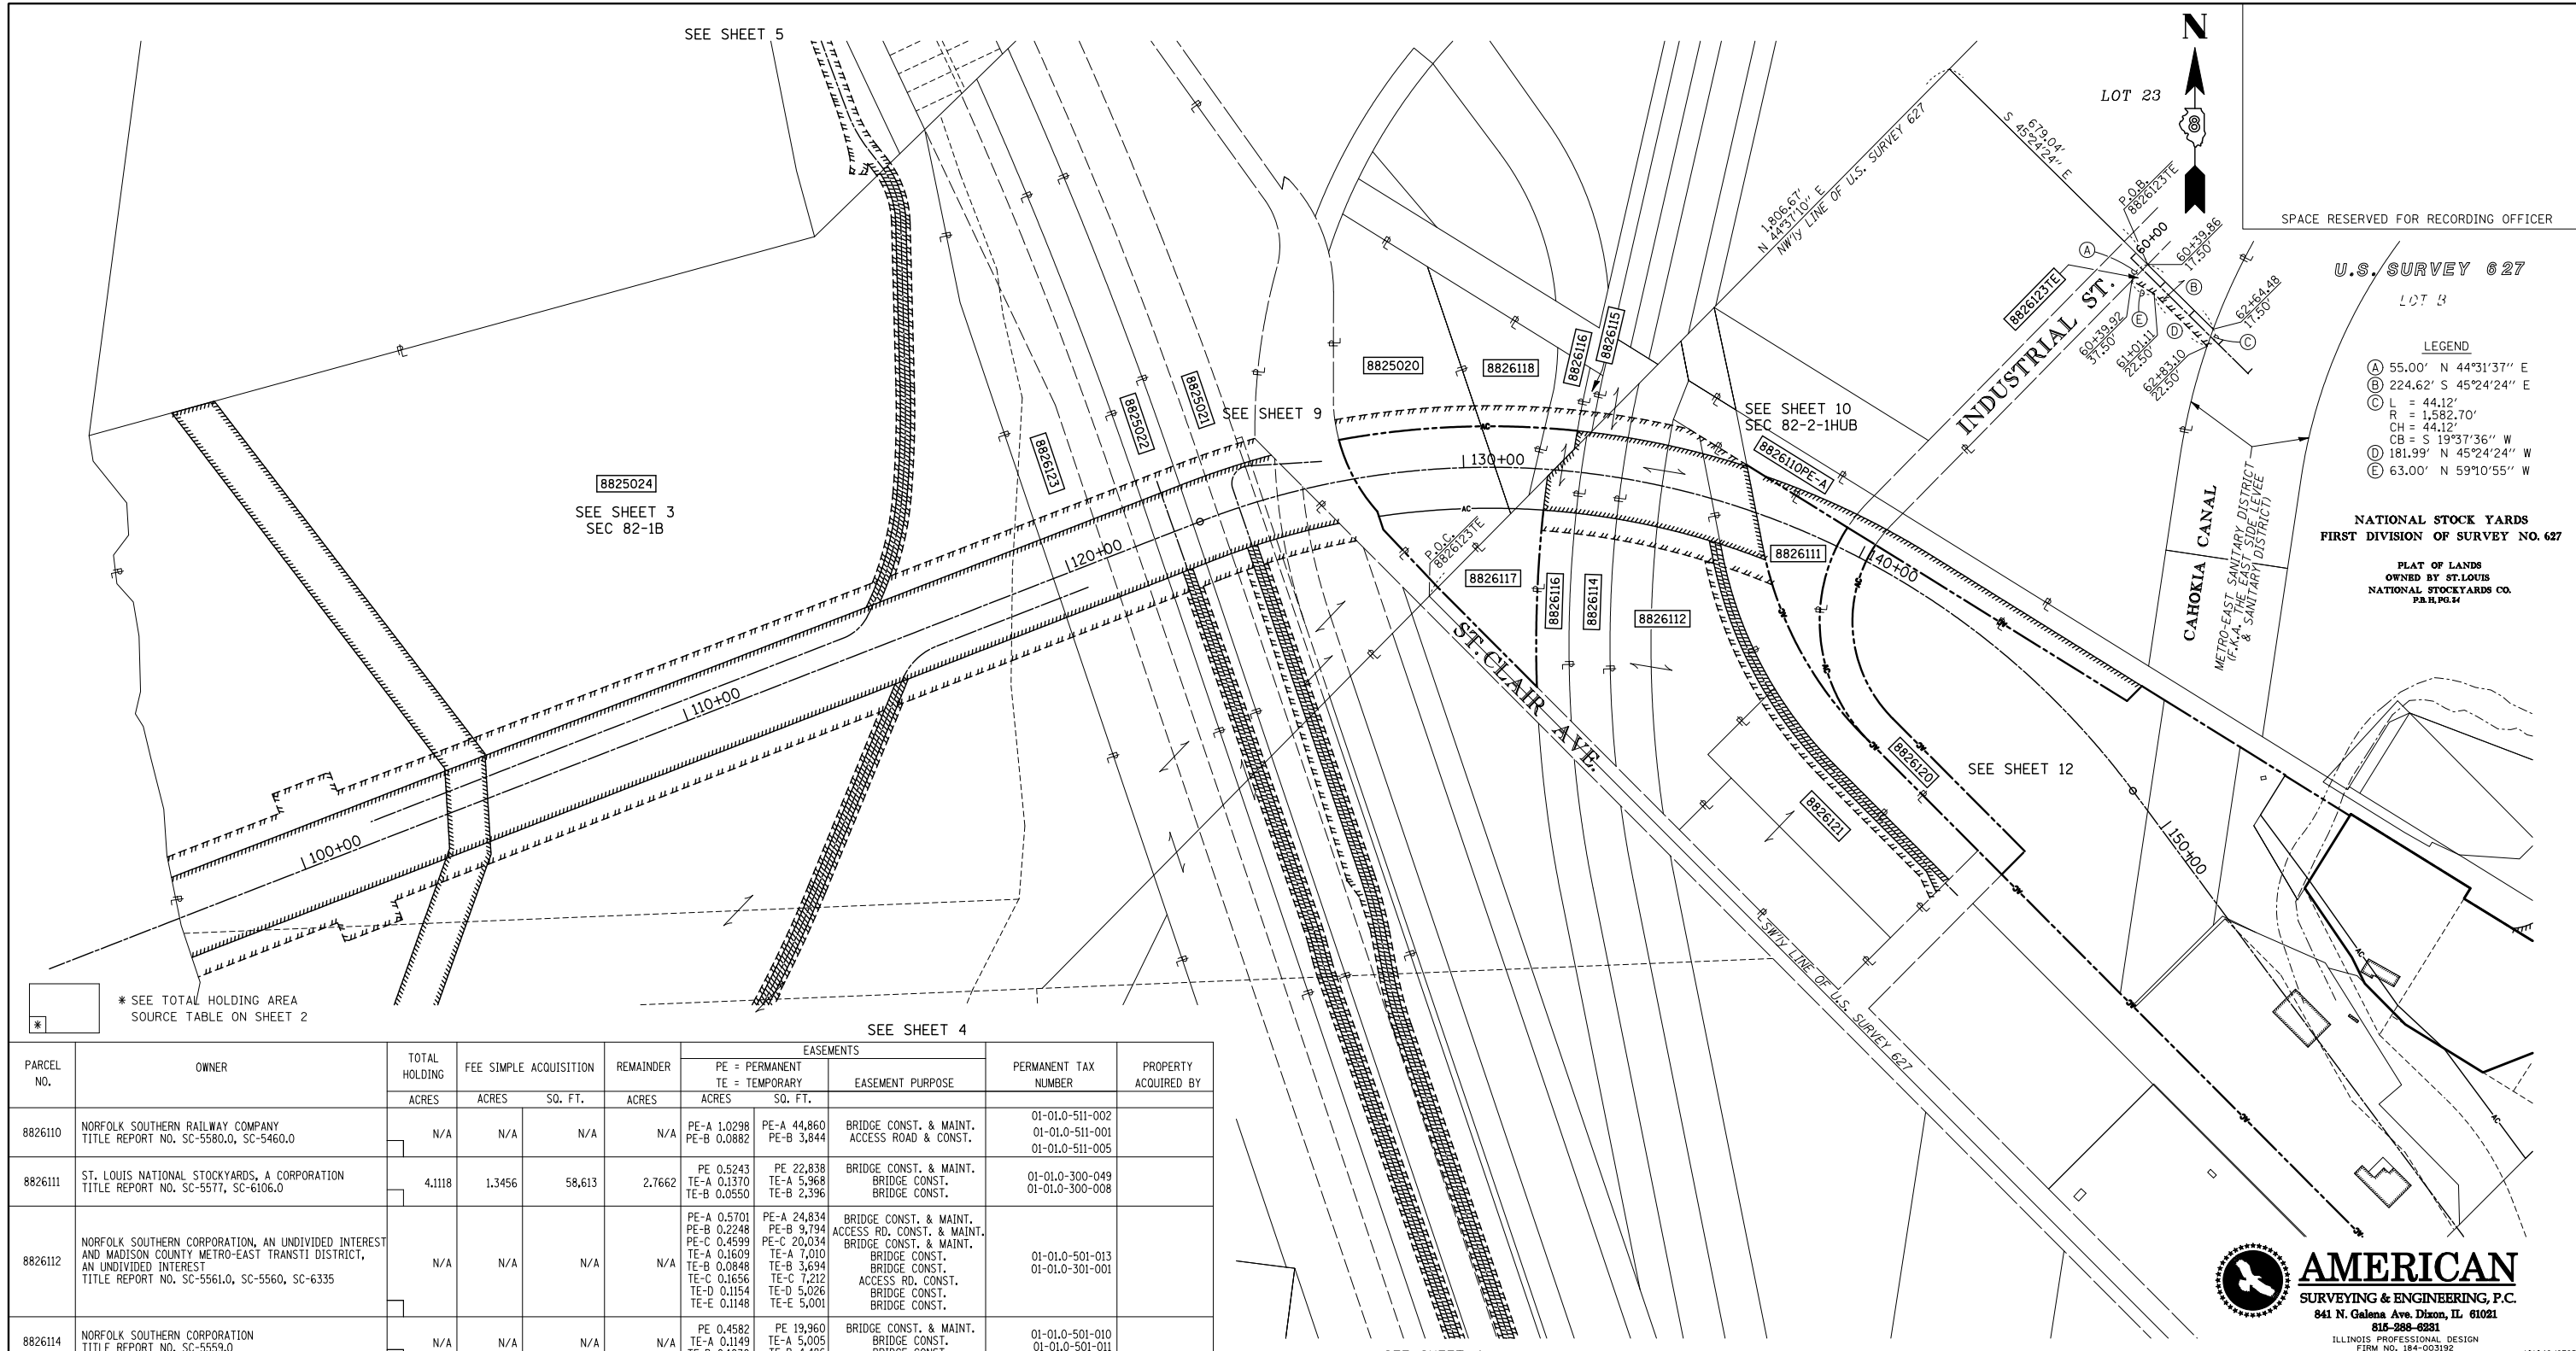 SEE SHEET 5
N
8
LOT 23
SPACE RESERVED FOR RECORDING OFFICER
679.04'
S 45°24'24'' E
1,806.67'
N 44°37'10'' E
NW'ly LINE OF U.S. SURVEY 627
P.O.B.
8826123TE
60+00
60+39.86
17.50'
62+64.48
17.50'
A
B
C
D
E
8826123TE
60+39.92
37.50'
61+01.11
22.50'
62+83.10
22.50'
INDUSTRIAL ST.
U.S. SURVEY 627
LOT B
LEGEND
A 55.00' N 44°31'37'' E
B 224.62' S 45°24'24'' E
C L = 44.12'
R = 1,582.70'
CH = 44.12'
CB = S 19°37'36'' W
D 181.99' N 45°24'24'' W
E 63.00' N 59°10'55'' W
NATIONAL STOCK YARDS
FIRST DIVISION OF SURVEY NO. 627
PLAT OF LANDS
OWNED BY ST.LOUIS
NATIONAL STOCKYARDS CO.
P.B. H, PG. 34
CAHOKIA CANAL
METRO-EAST SANITARY DISTRICT
(F.K.A. THE EAST SIDE LEVEE
& SANITARY DISTRICT)
8825024
SEE SHEET 3
SEC 82-1B
8826123
8825022
8825021
SEE SHEET 9
8825020
8826118
8826116
8826115
SEE SHEET 10
SEC 82-2-1HUB
8826110PE-A
AC
130+00
AC
P.O.C.
8826123TE
8826117
8826116
8826114
8826112
8826111
140+00
120+00
110+00
100+00
ST. CLAIR AVE.
8826120
8826121
SEE SHEET 12
150+00
SW'ly LINE OF U.S. SURVEY 627
AC
AC
* SEE TOTAL HOLDING AREA
SOURCE TABLE ON SHEET 2
*
SEE SHEET 4
PARCEL NO. OWNER TOTAL HOLDING FEE SIMPLE ACQUISITION REMAINDER EASEMENTS PERMANENT TAX NUMBER PROPERTY ACQUIRED BY
PE = PERMANENT
TE = TEMPORARY EASEMENT PURPOSE
ACRES ACRES SQ. FT. ACRES ACRES SQ. FT.
8826110 NORFOLK SOUTHERN RAILWAY COMPANY
TITLE REPORT NO. SC-5580.0, SC-5460.0
N/A N/A N/A N/A
PE-A 1.0298 PE-A 44,860 BRIDGE CONST. & MAINT.
PE-B 0.0882 PE-B 3,844 ACCESS ROAD & CONST.
01-01.0-511-002
01-01.0-511-001
01-01.0-511-005
8826111 ST. LOUIS NATIONAL STOCKYARDS, A CORPORATION
TITLE REPORT NO. SC-5577, SC-6106.0
4.1118 1.3456 58,613 2.7662
PE 0.5243 PE 22,838 BRIDGE CONST. & MAINT.
TE-A 0.1370 TE-A 5,968 BRIDGE CONST.
TE-B 0.0550 TE-B 2,396 BRIDGE CONST.
01-01.0-300-049
01-01.0-300-008
8826112 NORFOLK SOUTHERN CORPORATION, AN UNDIVIDED INTEREST
AND MADISON COUNTY METRO-EAST TRANSTI DISTRICT,
AN UNDIVIDED INTEREST
TITLE REPORT NO. SC-5561.0, SC-5560, SC-6335
N/A N/A N/A N/A
PE-A 0.5701 PE-A 24,834 BRIDGE CONST. & MAINT.
PE-B 0.2248 PE-B 9,794 ACCESS RD. CONST. & MAINT.
PE-C 0.4599 PE-C 20,034 BRIDGE CONST. & MAINT.
TE-A 0.1609 TE-A 7,010 BRIDGE CONST.
TE-B 0.0848 TE-B 3,694 BRIDGE CONST.
TE-C 0.1656 TE-C 7,212 ACCESS RD. CONST.
TE-D 0.1154 TE-D 5,026 BRIDGE CONST.
TE-E 0.1148 TE-E 5,001 BRIDGE CONST.
01-01.0-501-013
01-01.0-301-001
8826114 NORFOLK SOUTHERN CORPORATION
TITLE REPORT NO. SC-5559.0
N/A N/A N/A N/A
PE 0.4582 PE 19,960 BRIDGE CONST. & MAINT.
TE-A 0.1149 TE-A 5,005 BRIDGE CONST.
01-01.0-501-010
01-01.0-501-011
AMERICAN
SURVEYING & ENGINEERING, P.C.
841 N. Galena Ave. Dixon, IL 61021
815-288-6231
ILLINOIS PROFESSIONAL DESIGN
FIRM NO. 184-003192